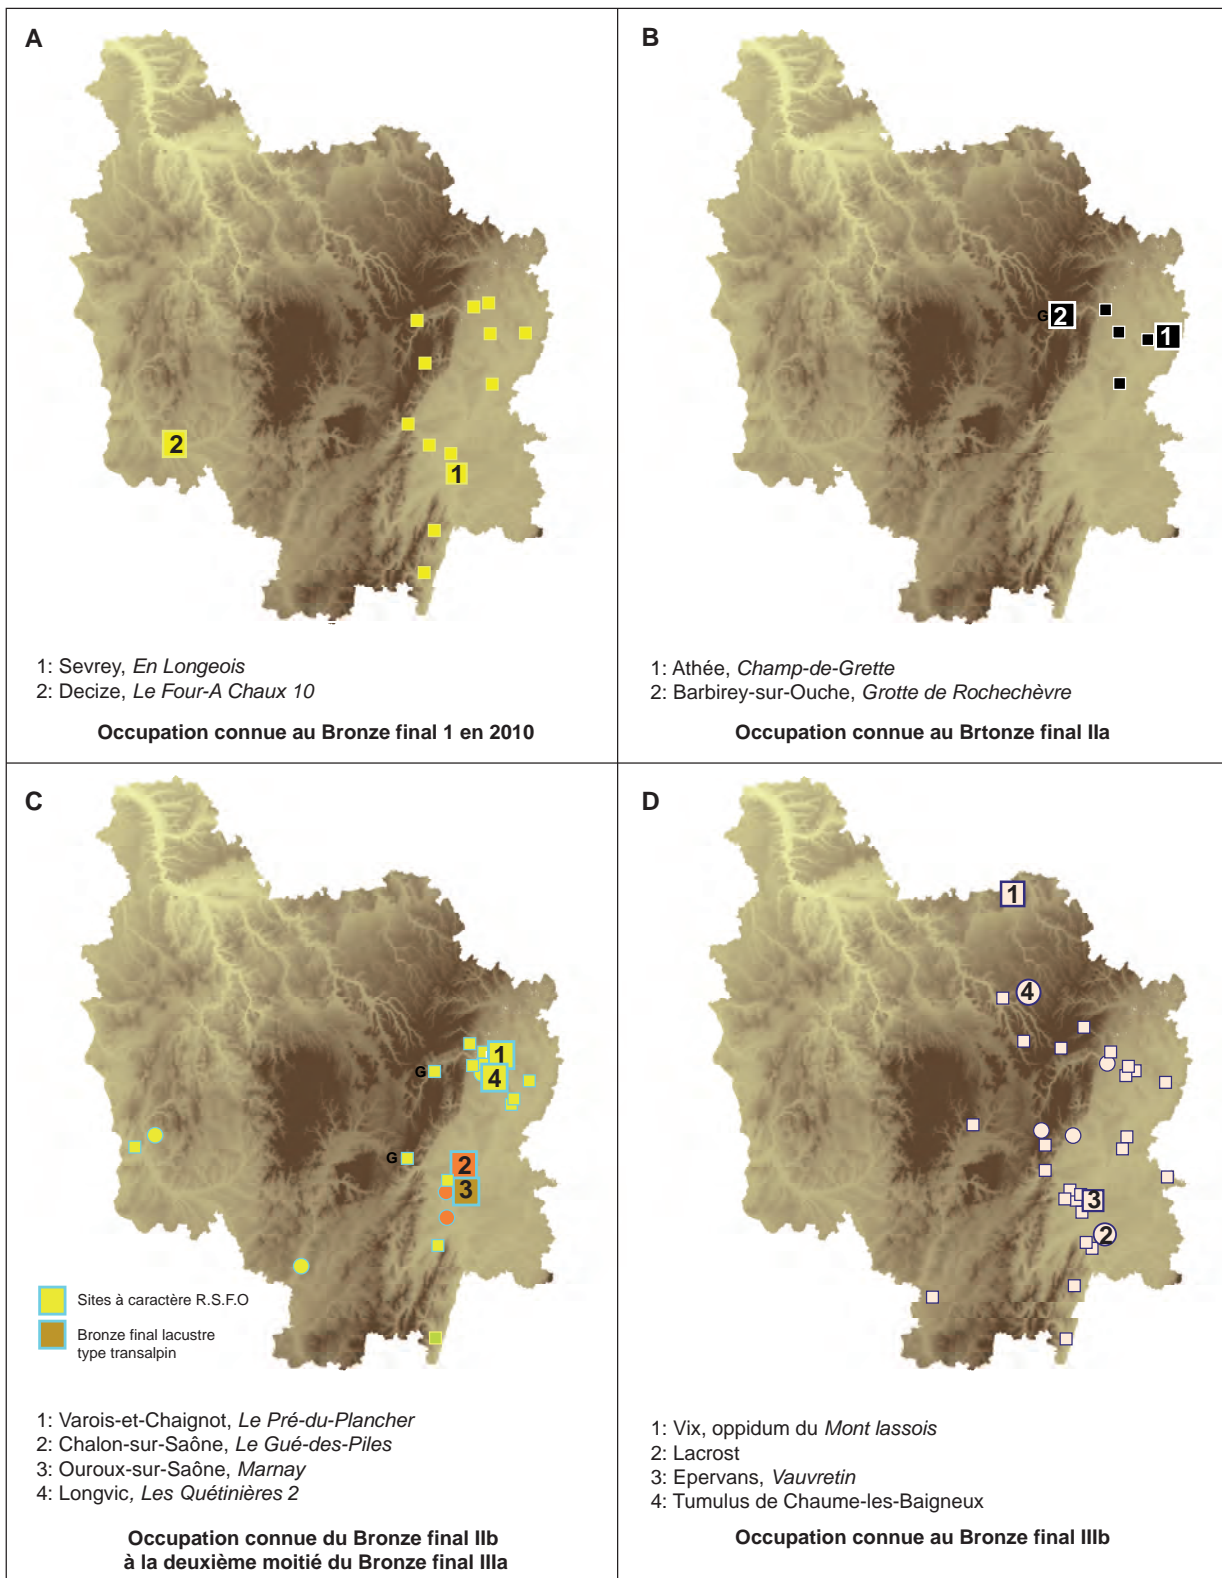 A
2
1
1: Sevrey, En Longeois
2: Decize, Le Four-A Chaux 10
Occupation connue au Bronze final 1 en 2010
B
G 2
1
1: Athée, Champ-de-Grette
2: Barbirey-sur-Ouche, Grotte de Rochechèvre
Occupation connue au Brtonze final IIa
C
1
G
4
G
2
3
Sites à caractère R.S.F.O
Bronze final lacustre
type transalpin
1: Varois-et-Chaignot, Le Pré-du-Plancher
2: Chalon-sur-Saône, Le Gué-des-Piles
3: Ouroux-sur-Saône, Marnay
4: Longvic, Les Quétinières 2
Occupation connue du Bronze final IIb
à la deuxième moitié du Bronze final IIIa
D
1
4
3
2
1: Vix, oppidum du Mont lassois
2: Lacrost
3: Epervans, Vauvretin
4: Tumulus de Chaume-les-Baigneux
Occupation connue au Bronze final IIIb